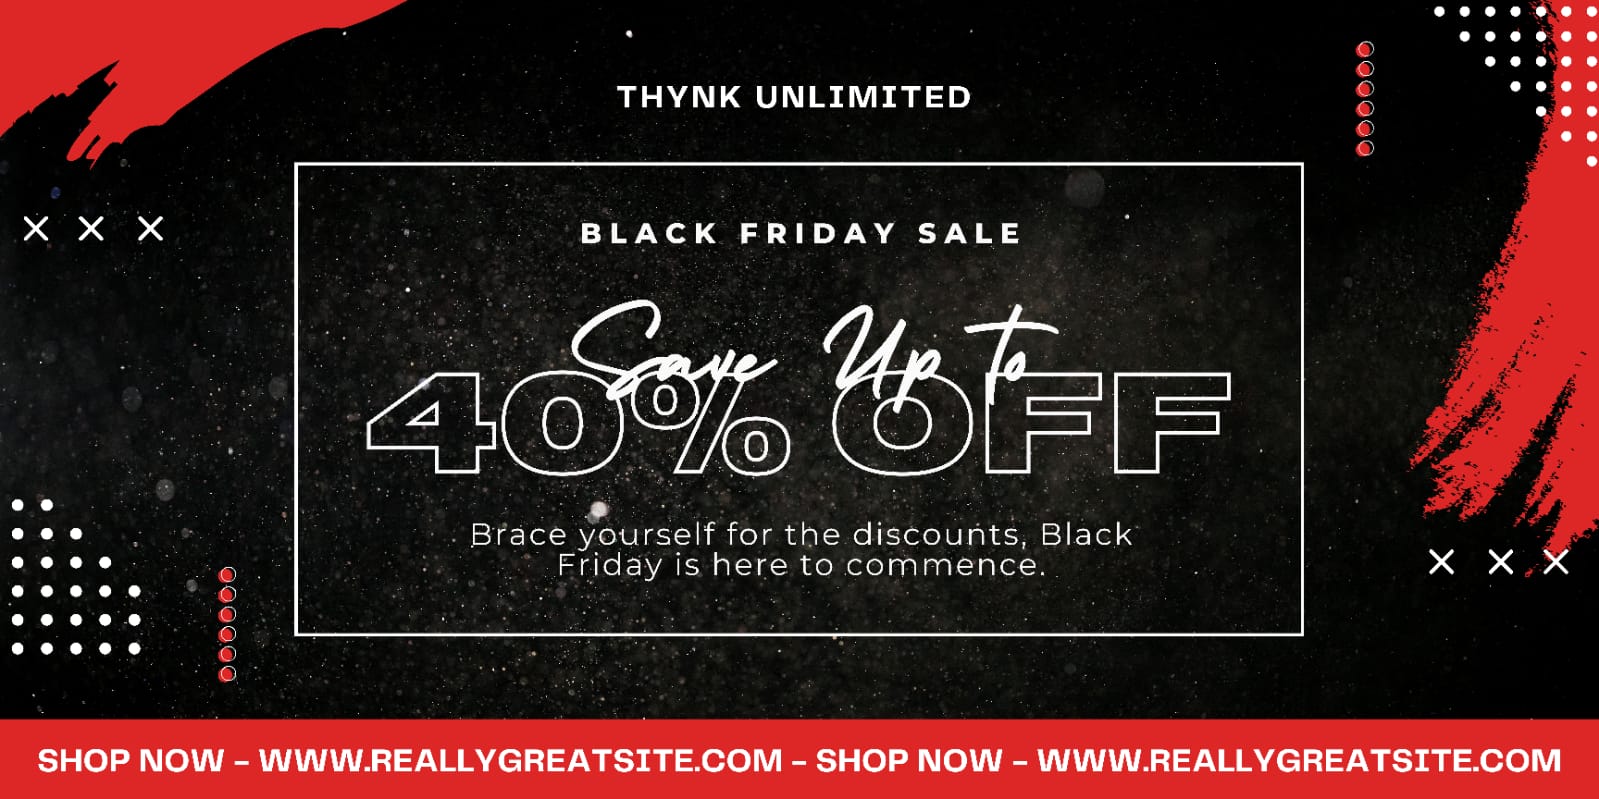 THYNK UNLIMITED
BLACK FRIDAY SALE
Save Up to
40% OFF
Brace yourself for the discounts, Black
Friday is here to commence.
SHOP NOW - WWW.REALLYGREATSITE.COM - SHOP NOW - WWW.REALLYGREATSITE.COM